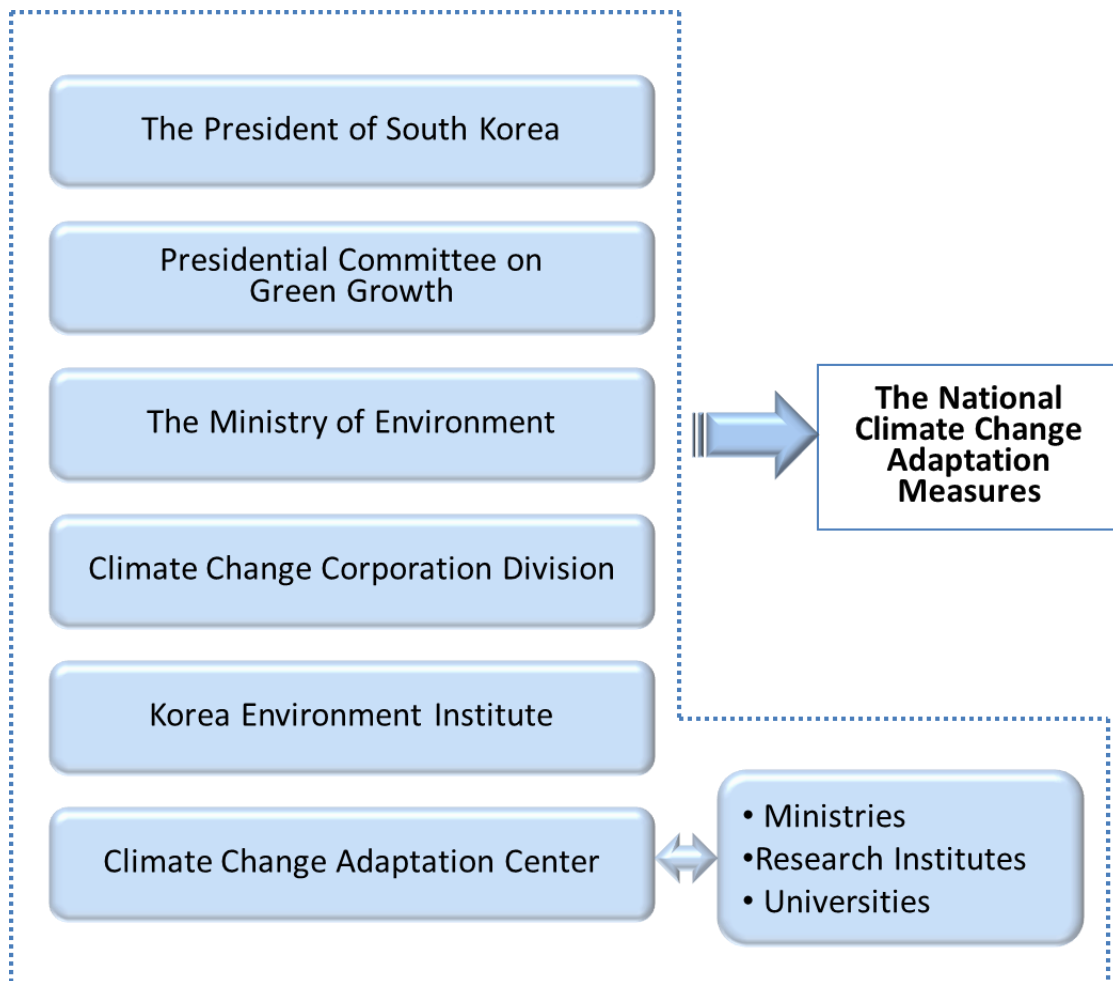 The President of South Korea
Presidential Committee on
Green Growth
The Ministry of Environment
Climate Change Corporation Division
Korea Environment Institute
Climate Change Adaptation Center
• Ministries
•Research Institutes
• Universities
The National
Climate Change
Adaptation
Measures